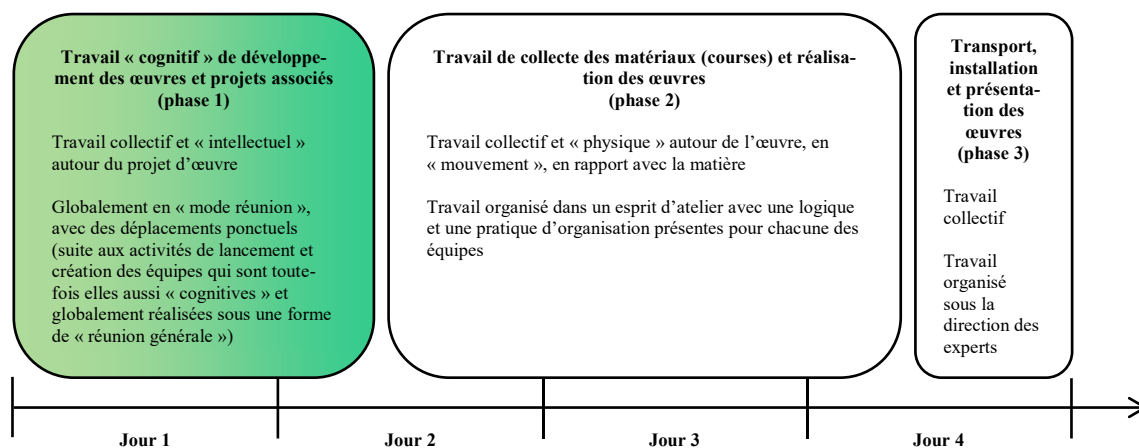 Travail « cognitif » de développe-
ment des œuvres et projets associés
(phase 1)
Travail collectif et « intellectuel »
autour du projet d’œuvre
Globalement en « mode réunion »,
avec des déplacements ponctuels
(suite aux activités de lancement et
création des équipes qui sont toute-
fois elles aussi « cognitives » et
globalement réalisées sous une forme
de « réunion générale »)
Travail de collecte des matériaux (courses) et réalisa-
tion des œuvres
(phase 2)
Travail collectif et « physique » autour de l’œuvre, en
« mouvement », en rapport avec la matière
Travail organisé dans un esprit d’atelier avec une logique
et une pratique d’organisation présentes pour chacune des
équipes
Transport,
installation
et présenta-
tion des
œuvres
(phase 3)
Travail
collectif
Travail
organisé
sous la
direction des
experts
Jour 1
Jour 2
Jour 3
Jour 4